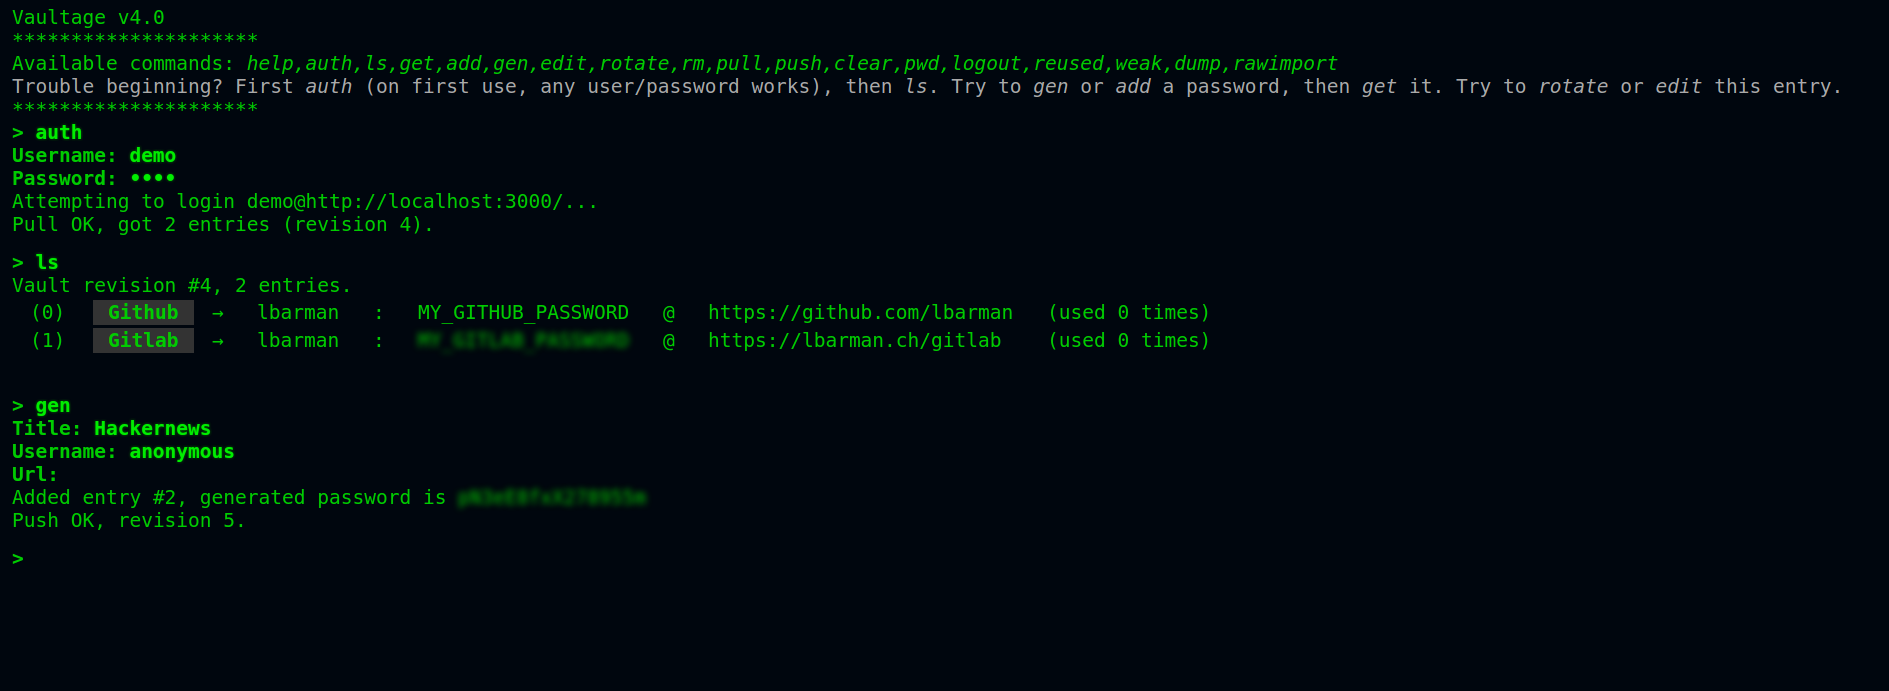 Vaultage v4.0
*********************
Available commands: help,auth,ls,get,add,gen,edit,rotate,rm,pull,push,clear,pwd,logout,reused,weak,dump,rawimport
Trouble beginning? First auth (on first use, any user/password works), then ls. Try to gen or add a password, then get it. Try to rotate or edit this entry.
*********************
> auth
Username: demo
Password: ••••
Attempting to login demo@http://localhost:3000/...
Pull OK, got 2 entries (revision 4).
> ls
Vault revision #4, 2 entries.
(0) Github → lbarman : MY_GITHUB_PASSWORD @ https://github.com/lbarman (used 0 times)
(1) Gitlab → lbarman : @ https://lbarman.ch/gitlab (used 0 times)
> gen
Title: Hackernews
Username: anonymous
Url:
Added entry #2, generated password is
Push OK, revision 5.
>